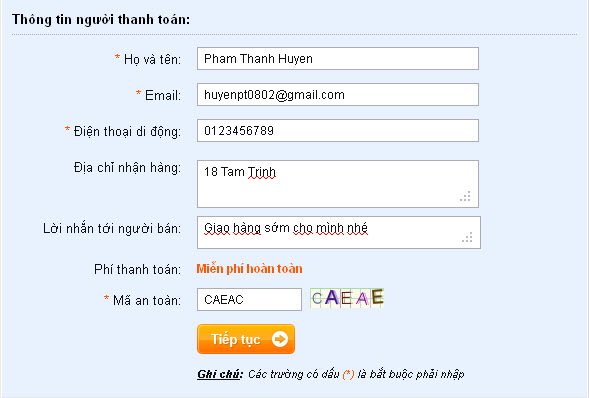 Thông tin người thanh toán:
* Họ và tên: Pham Thanh Huyen
* Email: huyenpt0802@gmail.com
* Điện thoại di động: 0123456789
Địa chỉ nhận hàng: 18 Tam Trinh
Lời nhắn tới người bán: Giao hàng sớm cho mình nhé
Phí thanh toán: Miễn phí hoàn toàn
* Mã an toàn: CAEAC CAEAE
Tiếp tục
Ghi chú: Các trường có dấu (*) là bắt buộc phải nhập